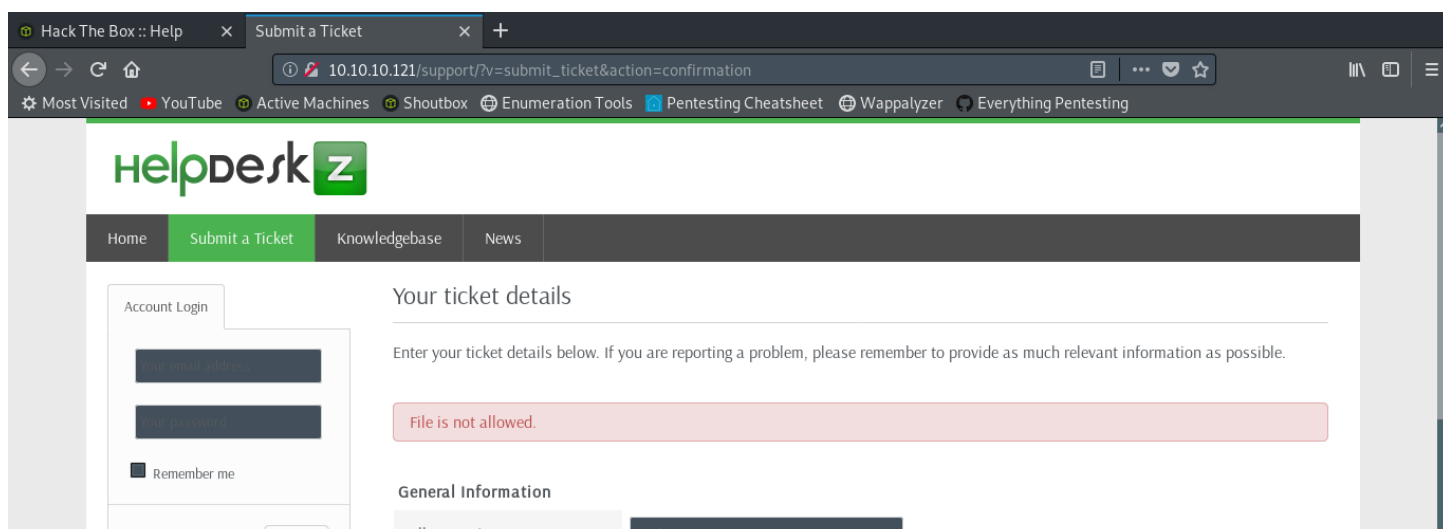 Hack The Box :: Help Submit a Ticket
10.10.10.121/support/?v=submit_ticket&action=confirmation
Most Visited YouTube Active Machines Shoutbox Enumeration Tools Pentesting Cheatsheet Wappalyzer Everything Pentesting
HelpDesk Z
Home Submit a Ticket Knowledgebase News
Account Login
Your email address
Your password
Remember me
Your ticket details
Enter your ticket details below. If you are reporting a problem, please remember to provide as much relevant information as possible.
File is not allowed.
General Information